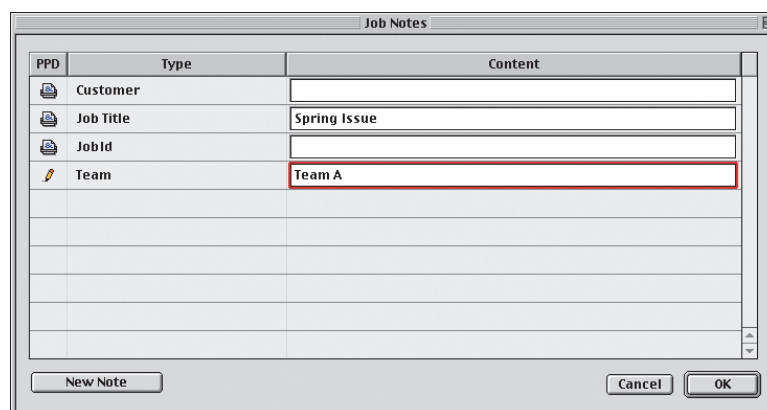 Job Notes
PPD Type Content
Customer
Job Title Spring Issue
JobId
Team Team A
New Note Cancel OK